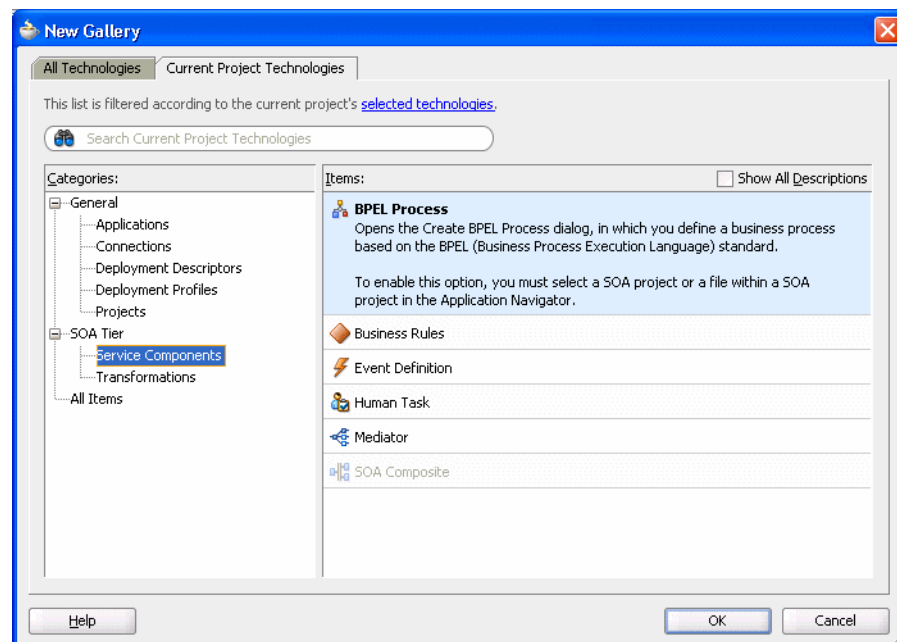 New Gallery
All Technologies
Current Project Technologies
This list is filtered according to the current project's selected technologies.
Search Current Project Technologies
Categories:
General
Applications
Connections
Deployment Descriptors
Deployment Profiles
Projects
SOA Tier
Service Components
Transformations
All Items
Items:
Show All Descriptions
BPEL Process
Opens the Create BPEL Process dialog, in which you define a business process
based on the BPEL (Business Process Execution Language) standard.
To enable this option, you must select a SOA project or a file within a SOA
project in the Application Navigator.
Business Rules
Event Definition
Human Task
Mediator
SOA Composite
Help
OK
Cancel